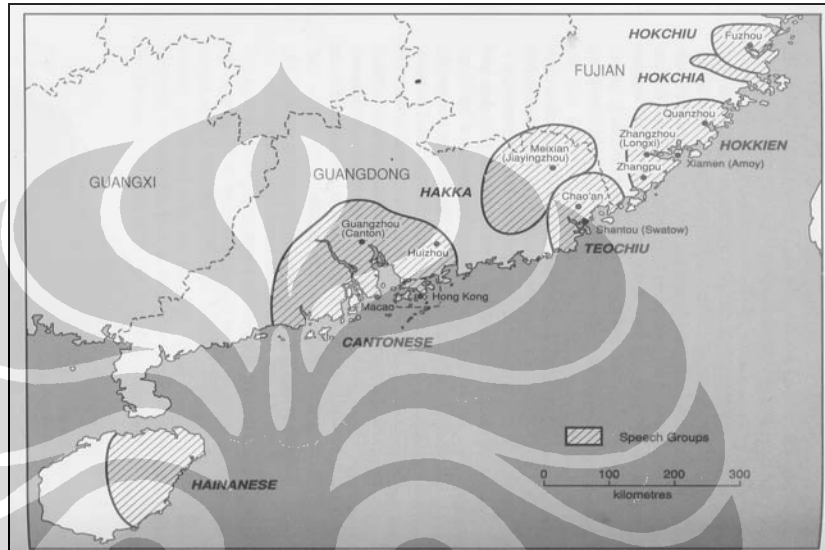 HOKCHIU
Fuzhou
FUJIAN
HOKCHIA
Quanzhou
HOKKIEN
Zhangzhou
(Longxi)
Xiamen (Amoy)
Zhangpu
Meixian
(Jiayingzhou)
GUANGXI
GUANGDONG
HAKKA
Chao'an
Shantou (Swatow)
TEOCHIU
Guangzhou
(Canton)
Huizhou
Hong Kong
Macao
CANTONESE
Speech Groups
0 100 200 300
kilometres
HAINANESE